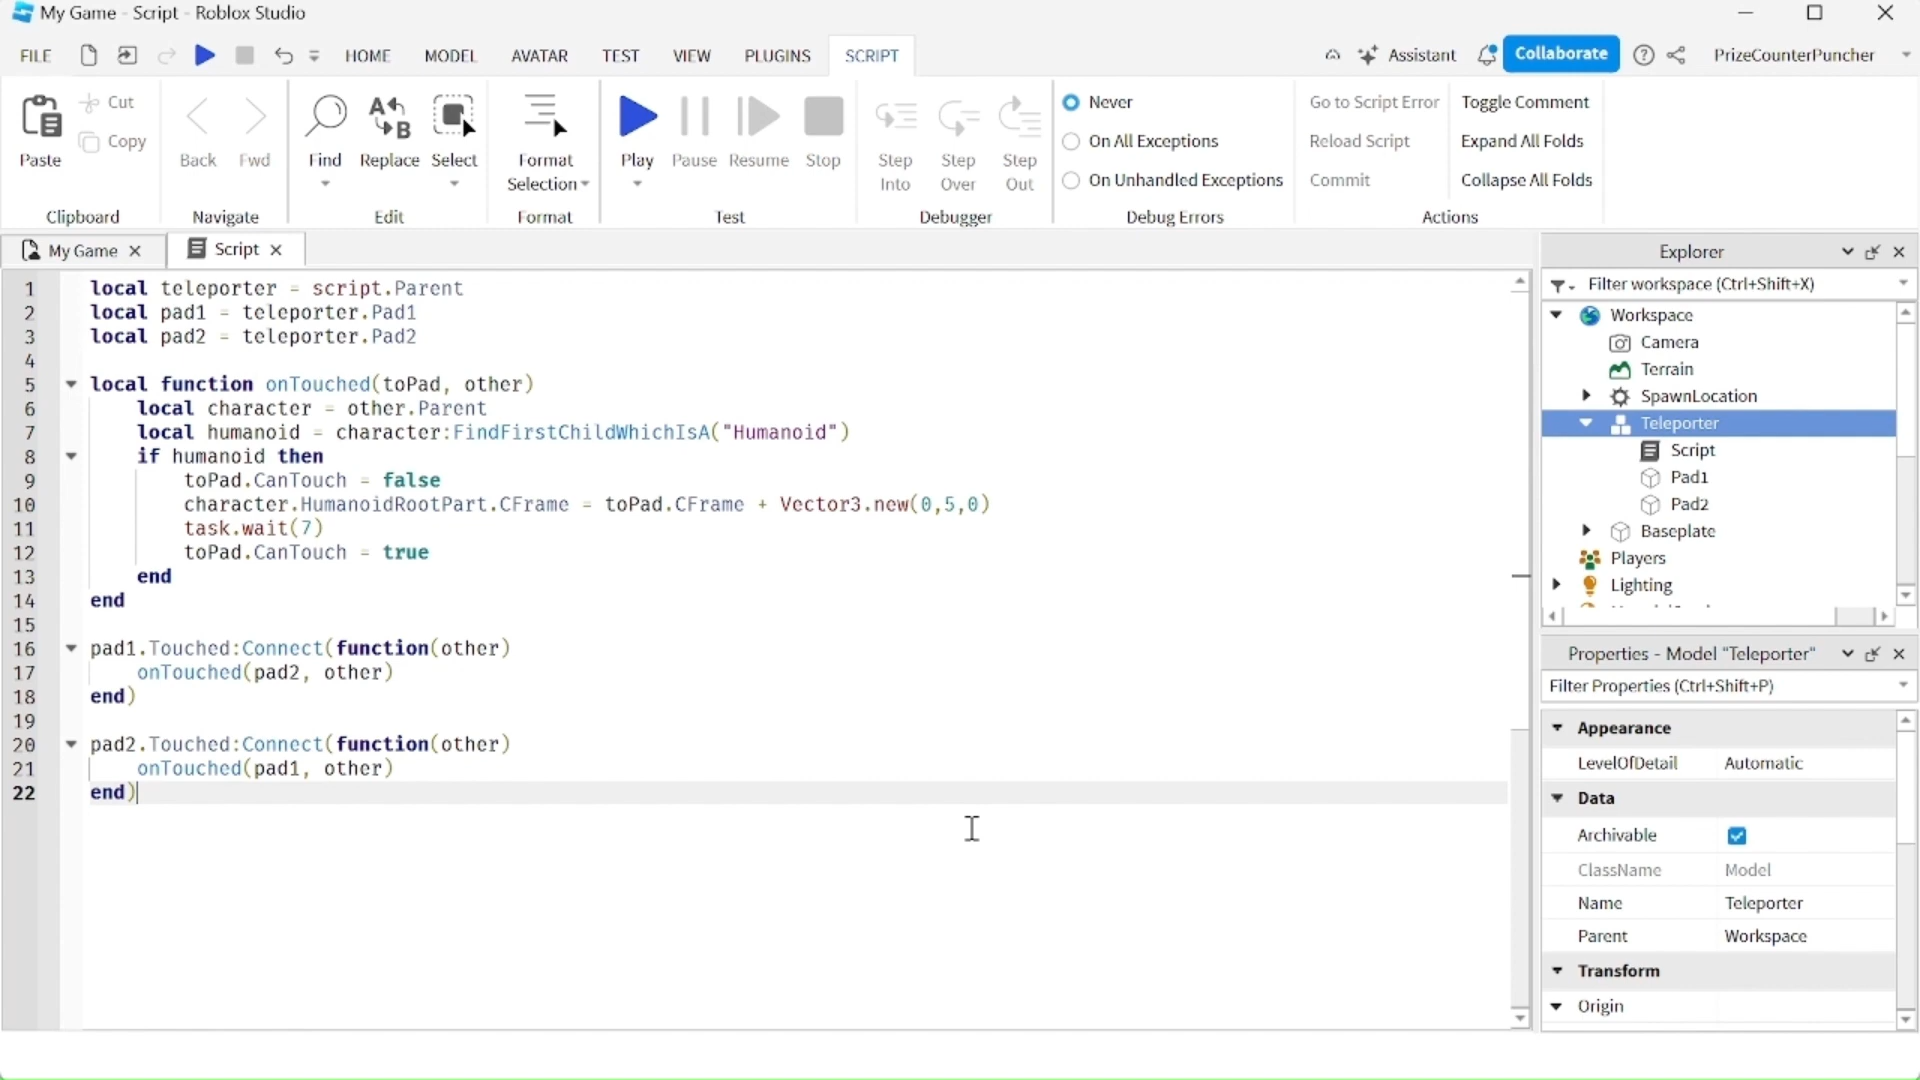 My Game - Script - Roblox Studio
FILE HOME MODEL AVATAR TEST VIEW PLUGINS SCRIPT Assistant Collaborate PrizeCounterPuncher
Paste Cut Copy
Clipboard
Back Fwd
Navigate
Find Replace Select
Edit
Format
Selection
Format
Play Pause Resume Stop
Test
Step Into Step Over Step Out
Debugger
Never
On All Exceptions
On Unhandled Exceptions
Debug Errors
Go to Script Error Toggle Comment
Reload Script Expand All Folds
Commit Collapse All Folds
Actions
My Game Script
1 local teleporter = script.Parent
2 local pad1 = teleporter.Pad1
3 local pad2 = teleporter.Pad2
4
5 local function onTouched(toPad, other)
6 local character = other.Parent
7 local humanoid = character:FindFirstChildWhichIsA("Humanoid")
8 if humanoid then
9 toPad.CanTouch = false
10 character.HumanoidRootPart.CFrame = toPad.CFrame + Vector3.new(0,5,0)
11 task.wait(7)
12 toPad.CanTouch = true
13 end
14 end
15
16 pad1.Touched:Connect(function(other)
17 onTouched(pad2, other)
18 end)
19
20 pad2.Touched:Connect(function(other)
21 onTouched(pad1, other)
22 end)
Explorer
Filter workspace (Ctrl+Shift+X)
Workspace
Camera
Terrain
SpawnLocation
Teleporter
Script
Pad1
Pad2
Baseplate
Players
Lighting
Properties - Model "Teleporter"
Filter Properties (Ctrl+Shift+P)
Appearance
LevelOfDetail Automatic
Data
Archivable
ClassName Model
Name Teleporter
Parent Workspace
Transform
Origin